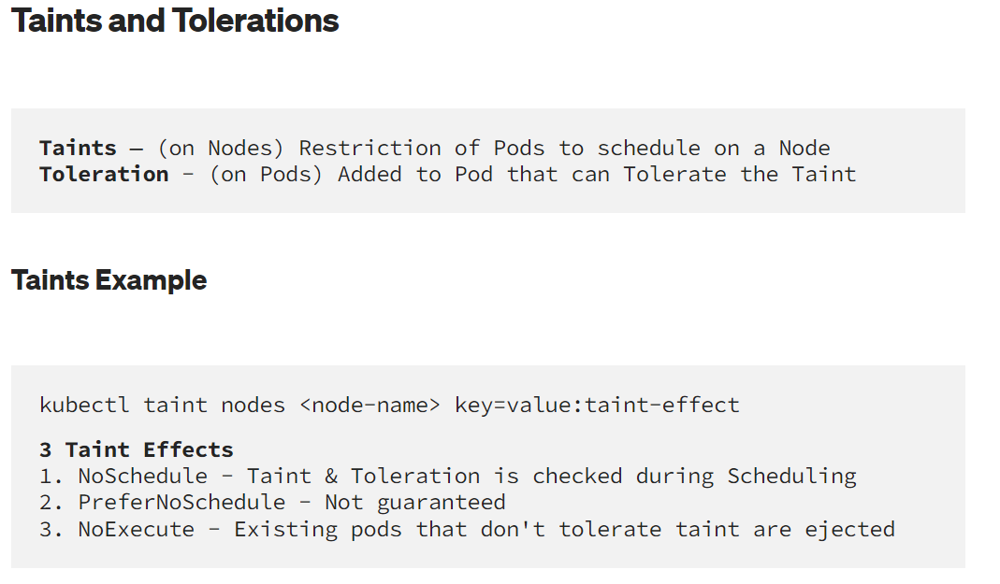 Taints and Tolerations
Taints — (on Nodes) Restriction of Pods to schedule on a Node
Toleration - (on Pods) Added to Pod that can Tolerate the Taint
Taints Example
kubectl taint nodes <node-name> key=value:taint-effect
3 Taint Effects
1. NoSchedule - Taint & Toleration is checked during Scheduling
2. PreferNoSchedule - Not guaranteed
3. NoExecute - Existing pods that don't tolerate taint are ejected